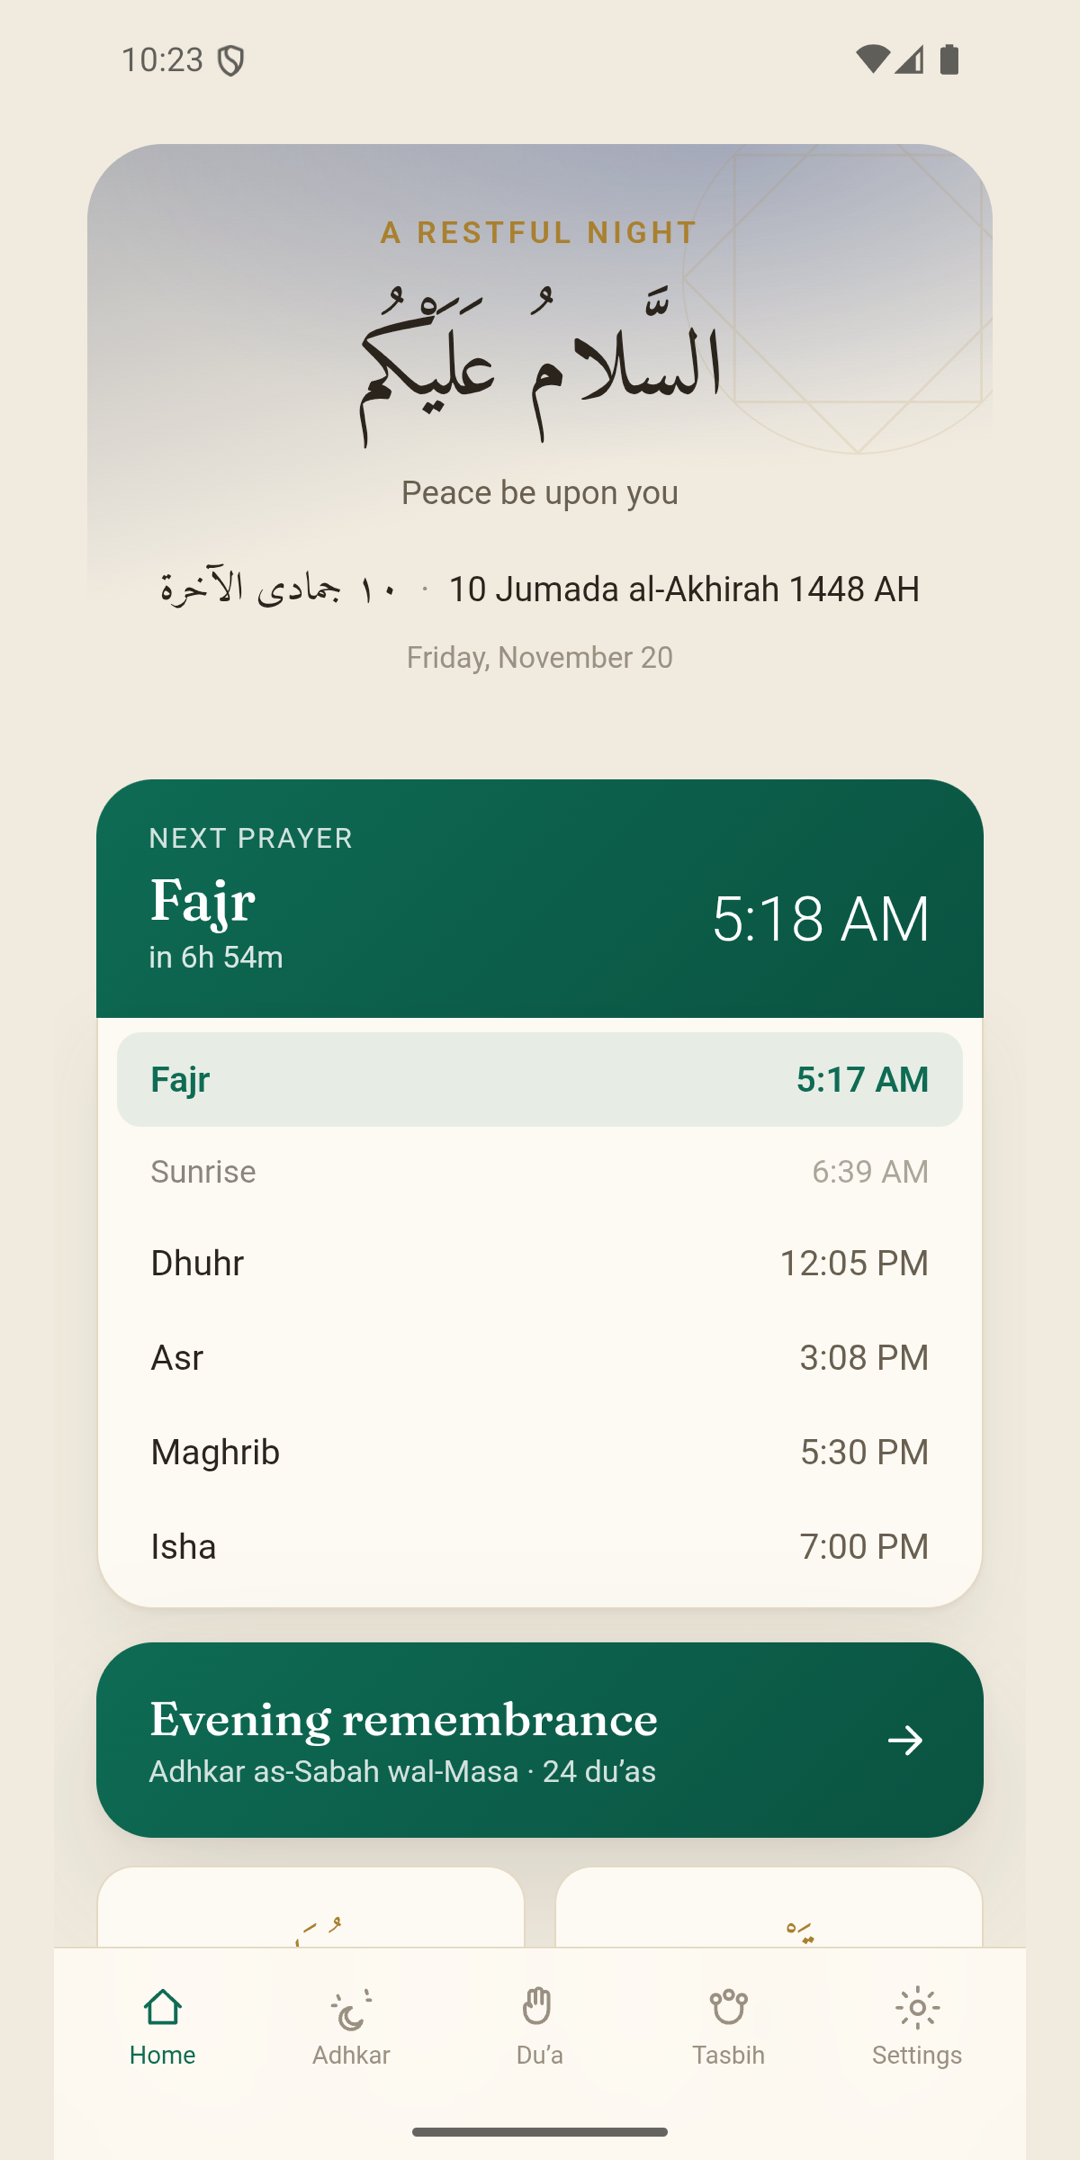 10:23
A RESTFUL NIGHT
السَّلامُ عَلَيْكُم
Peace be upon you
١٠ جمادى الآخرة · 10 Jumada al-Akhirah 1448 AH
Friday, November 20
NEXT PRAYER
Fajr
5:18 AM
in 6h 54m
Fajr 5:17 AM
Sunrise 6:39 AM
Dhuhr 12:05 PM
Asr 3:08 PM
Maghrib 5:30 PM
Isha 7:00 PM
Evening remembrance
Adhkar as-Sabah wal-Masa · 24 du’as
Home Adhkar Du’a Tasbih Settings